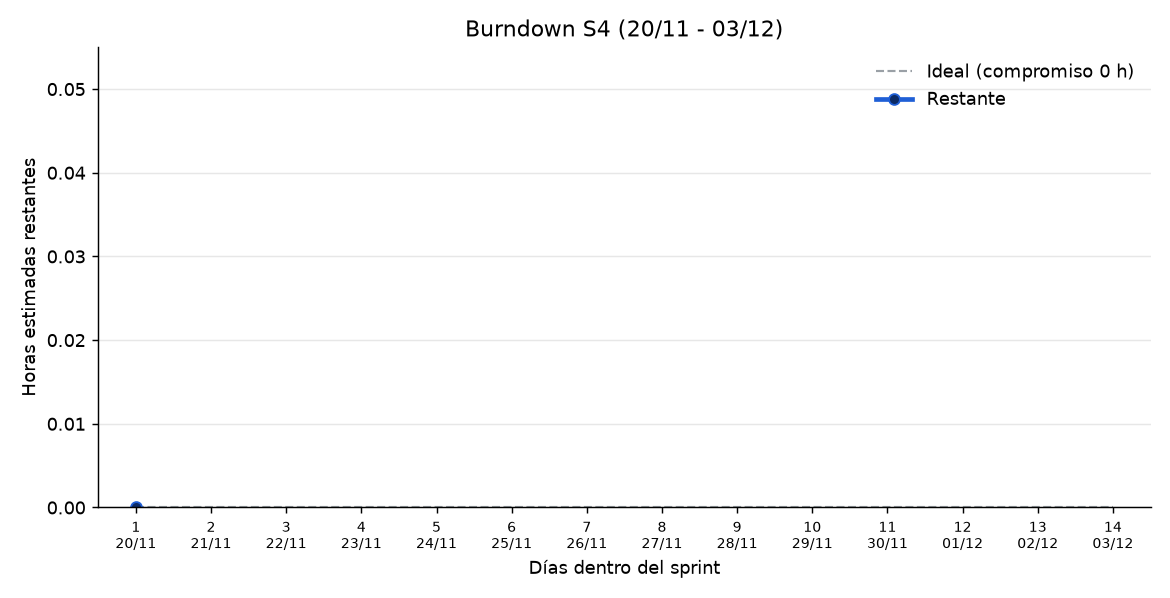 Burndown S4 (20/11 - 03/12)
Ideal (compromiso 0 h)
Restante
Horas estimadas restantes
0.05
0.04
0.03
0.02
0.01
0.00
1 2 3 4 5 6 7 8 9 10 11 12 13 14
20/11 21/11 22/11 23/11 24/11 25/11 26/11 27/11 28/11 29/11 30/11 01/12 02/12 03/12
Días dentro del sprint